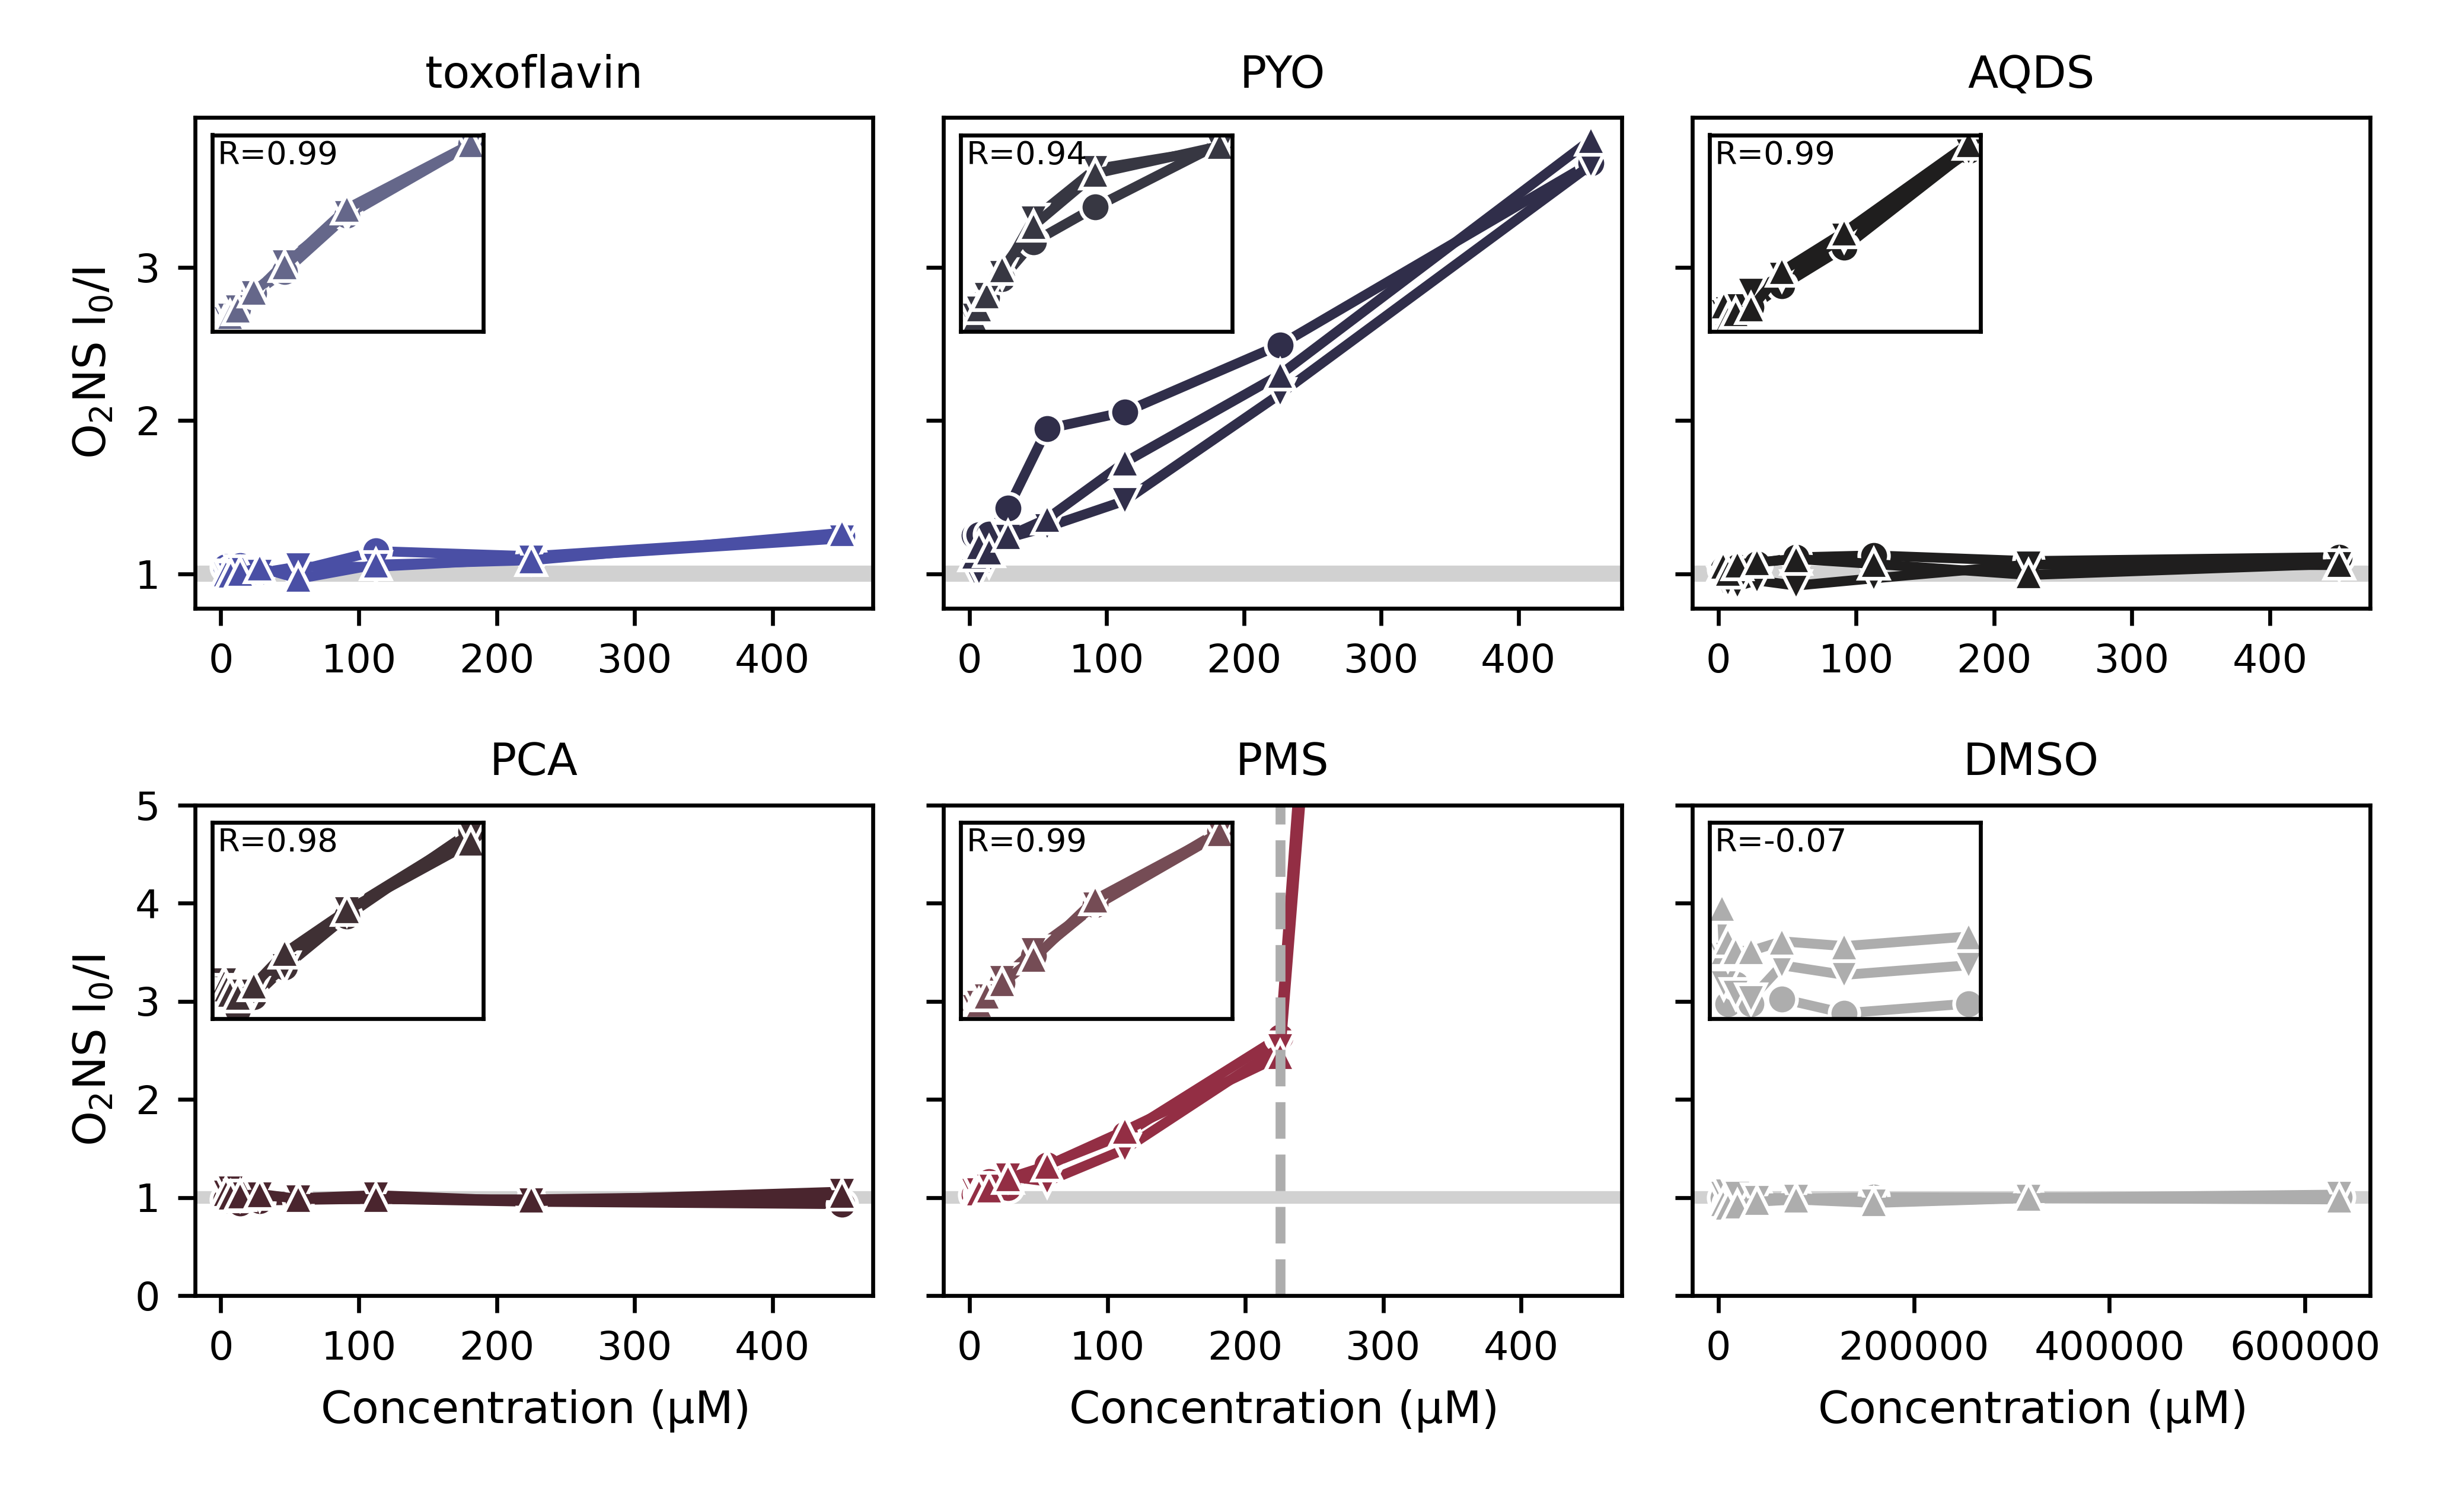 toxoflavin
PYO
AQDS
R=0.99
R=0.94
R=0.99
O₂NS I₀/I
3
2
1
0 100 200 300 400
0 100 200 300 400
0 100 200 300 400
PCA
PMS
DMSO
R=0.98
R=0.99
R=-0.07
O₂NS I₀/I
5
4
3
2
1
0
0 100 200 300 400
0 100 200 300 400
0 200000 400000 600000
Concentration (µM)
Concentration (µM)
Concentration (µM)